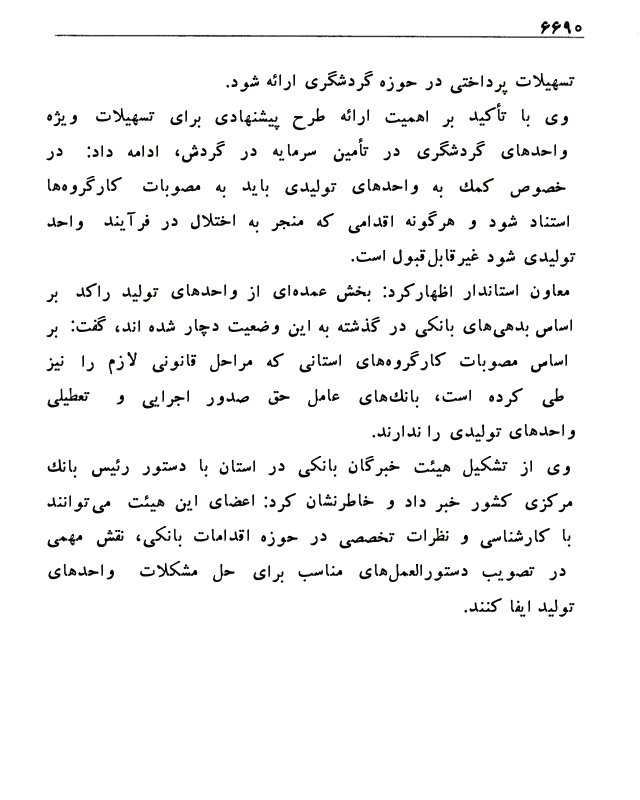 ۶۶۹۰
تسهیلات پرداختی در حوزه گردشگری ارائه شود.
وی با تأکید بر اهمیت ارائه طرح پیشنهادی برای تسهیلات ویژه
واحدهای گردشگری در تأمین سرمایه در گردش، ادامه داد: در
خصوص کمك به واحدهای تولیدی باید به مصوبات کارگروه‌ها
استناد شود و هرگونه اقدامی که منجر به اختلال در فرآیند واحد
تولیدی شود غیرقابل‌قبول است.
معاون استاندار اظهارکرد: بخش عمده‌ای از واحدهای تولید راکد بر
اساس بدهی‌های بانکی در گذشته به این وضعیت دچار شده اند، گفت: بر
اساس مصوبات کارگروه‌های استانی که مراحل قانونی لازم را نیز
طی کرده است، بانك‌های عامل حق صدور اجرایی و تعطیلی
واحدهای تولیدی را ندارند.
وی از تشکیل هیئت خبرگان بانکی در استان با دستور رئیس بانك
مرکزی کشور خبر داد و خاطرنشان کرد: اعضای این هیئت می‌توانند
با کارشناسی و نظرات تخصصی در حوزه اقدامات بانکی، نقش مهمی
در تصویب دستورالعمل‌های مناسب برای حل مشکلات واحدهای
تولید ایفا کنند.